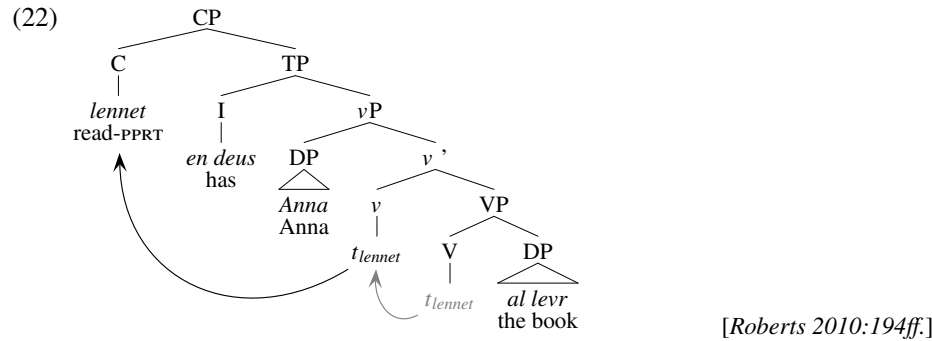 (22)
CP
C TP
lennet
read-PPRT
I vP
en deus
has
DP v’
Anna
Anna
v VP
t_lennet
V DP
t_lennet
al levr
the book
[Roberts 2010:194ff.]